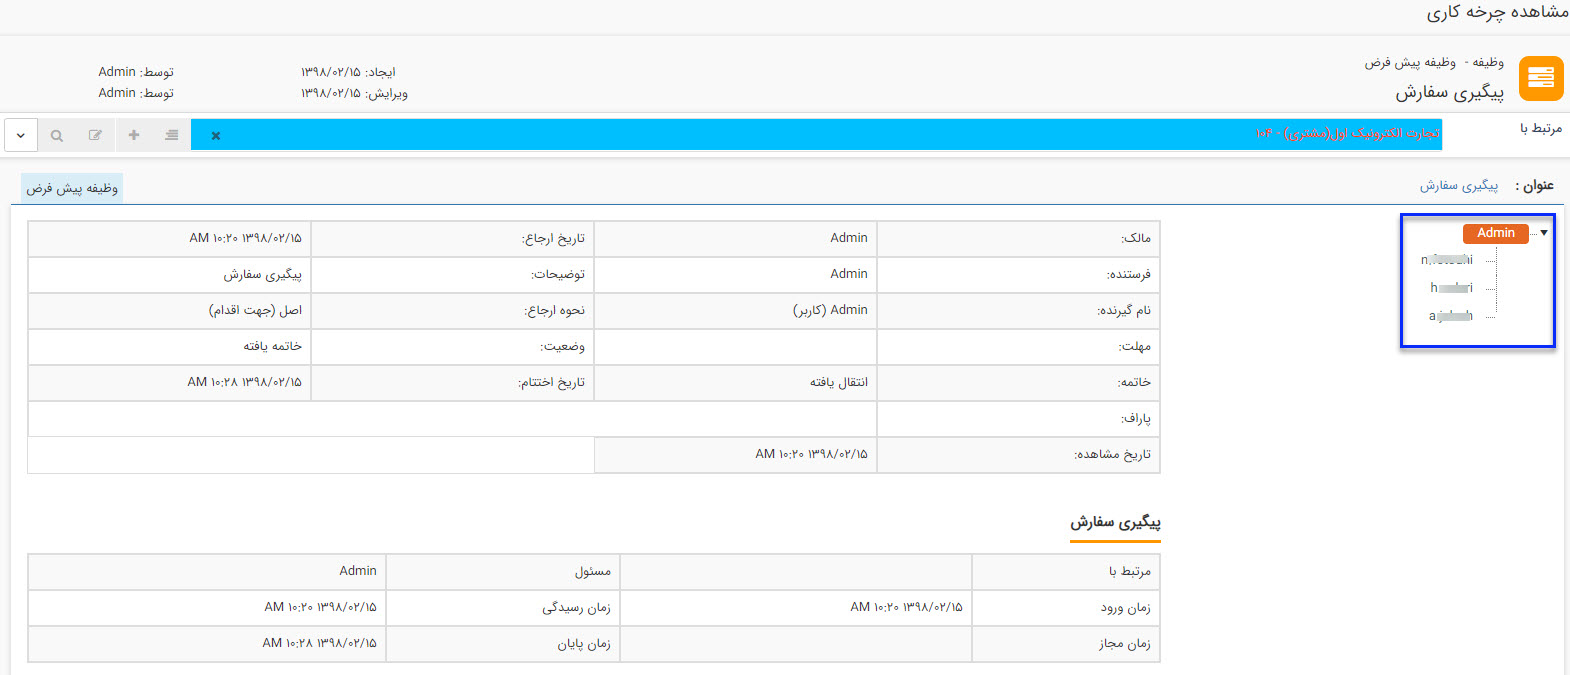 مشاهده چرخه کاری
وظیفه - وظیفه پیش فرض
پیگیری سفارش
ایجاد: ۱۳۹۸/۰۲/۱۵ توسط: Admin
ویرایش: ۱۳۹۸/۰۲/۱۵ توسط: Admin
مرتبط با
تجارت الکترونیک اول(مشتری) - ۱۰۴
عنوان : پیگیری سفارش
وظیفه پیش فرض
Admin
مالک: Admin تاریخ ارجاع: ۱۳۹۸/۰۲/۱۵ ۱۰:۲۰ AM
فرستنده: Admin توضیحات: پیگیری سفارش
نام گیرنده: Admin (کاربر) نحوه ارجاع: اصل (جهت اقدام)
مهلت: وضعیت: خاتمه یافته
خاتمه: انتقال یافته تاریخ اختتام: ۱۳۹۸/۰۲/۱۵ ۱۰:۲۸ AM
پاراف:
تاریخ مشاهده: ۱۳۹۸/۰۲/۱۵ ۱۰:۲۰ AM
پیگیری سفارش
مرتبط با مسئول Admin
زمان ورود ۱۳۹۸/۰۲/۱۵ ۱۰:۲۰ AM زمان رسیدگی ۱۳۹۸/۰۲/۱۵ ۱۰:۲۰ AM
زمان مجاز زمان پایان ۱۳۹۸/۰۲/۱۵ ۱۰:۲۸ AM